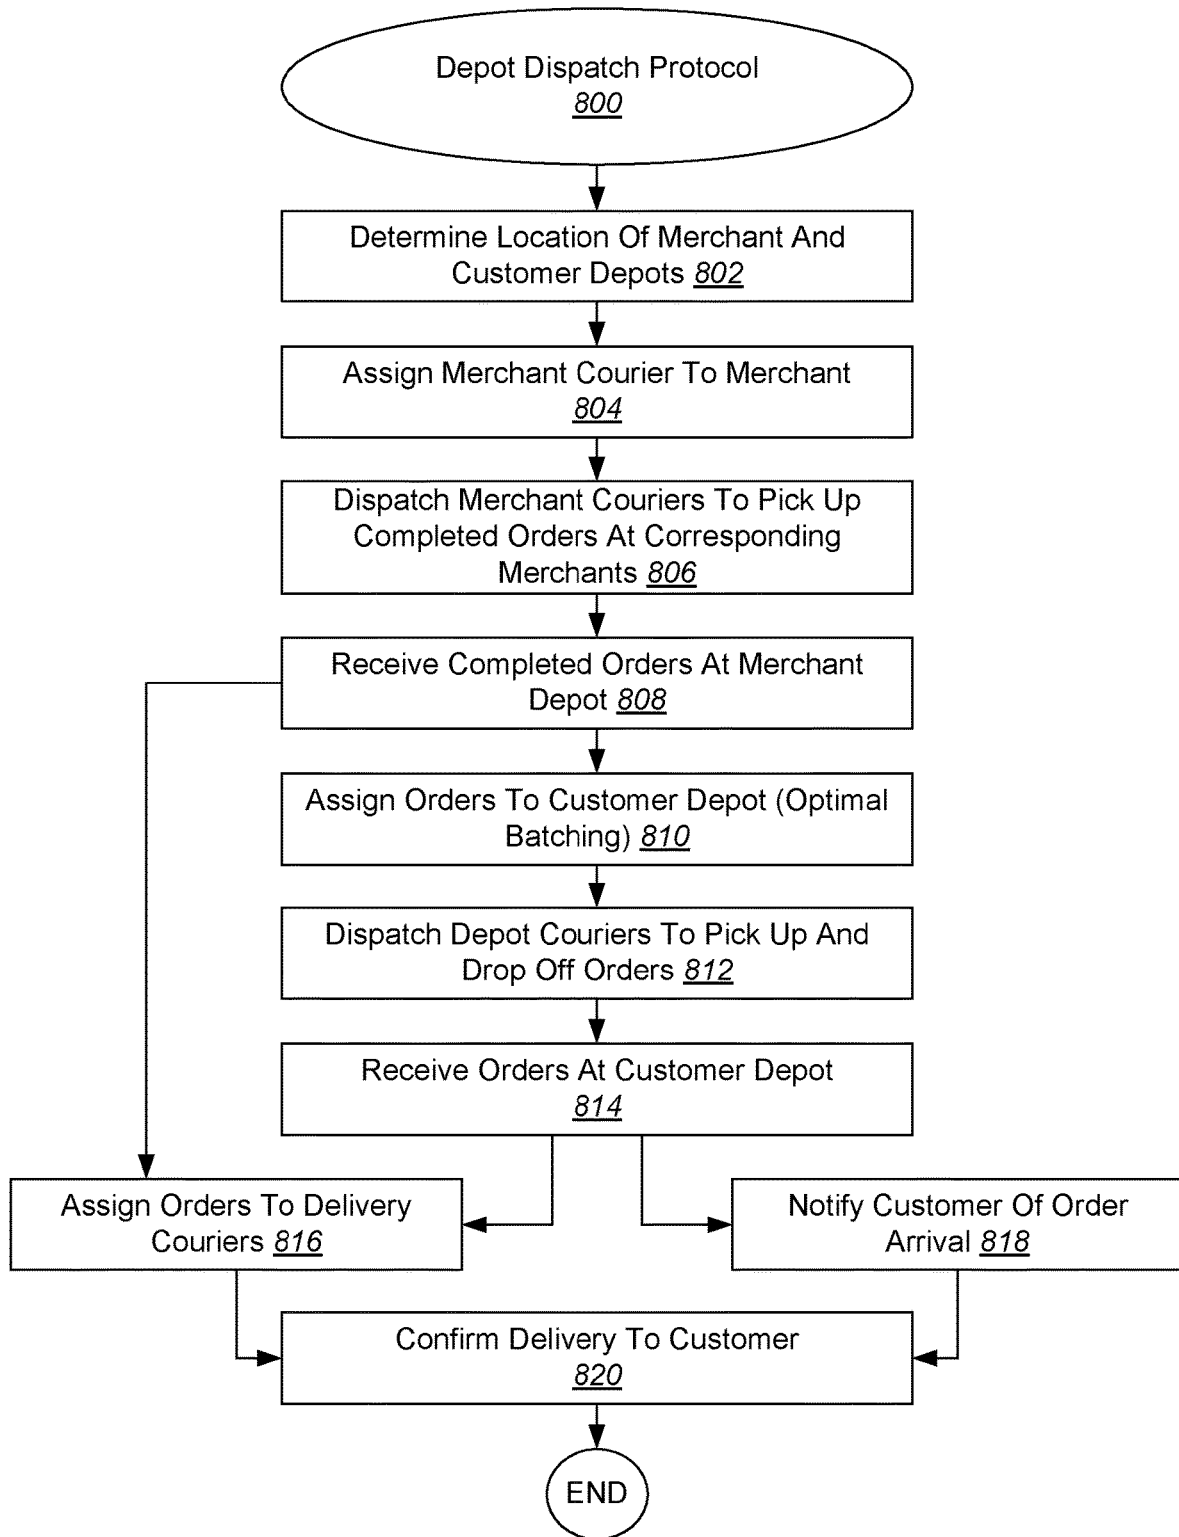 Depot Dispatch Protocol
800
Determine Location Of Merchant And
Customer Depots 802
Assign Merchant Courier To Merchant
804
Dispatch Merchant Couriers To Pick Up
Completed Orders At Corresponding
Merchants 806
Receive Completed Orders At Merchant
Depot 808
Assign Orders To Customer Depot (Optimal
Batching) 810
Dispatch Depot Couriers To Pick Up And
Drop Off Orders 812
Receive Orders At Customer Depot
814
Assign Orders To Delivery
Couriers 816
Notify Customer Of Order
Arrival 818
Confirm Delivery To Customer
820
END